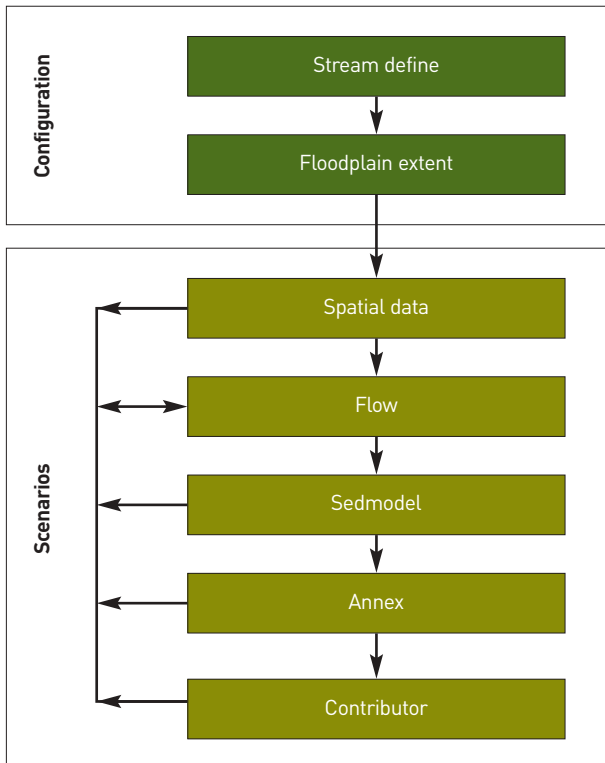 Configuration
Stream define
Floodplain extent
Scenarios
Spatial data
Flow
Sedmodel
Annex
Contributor